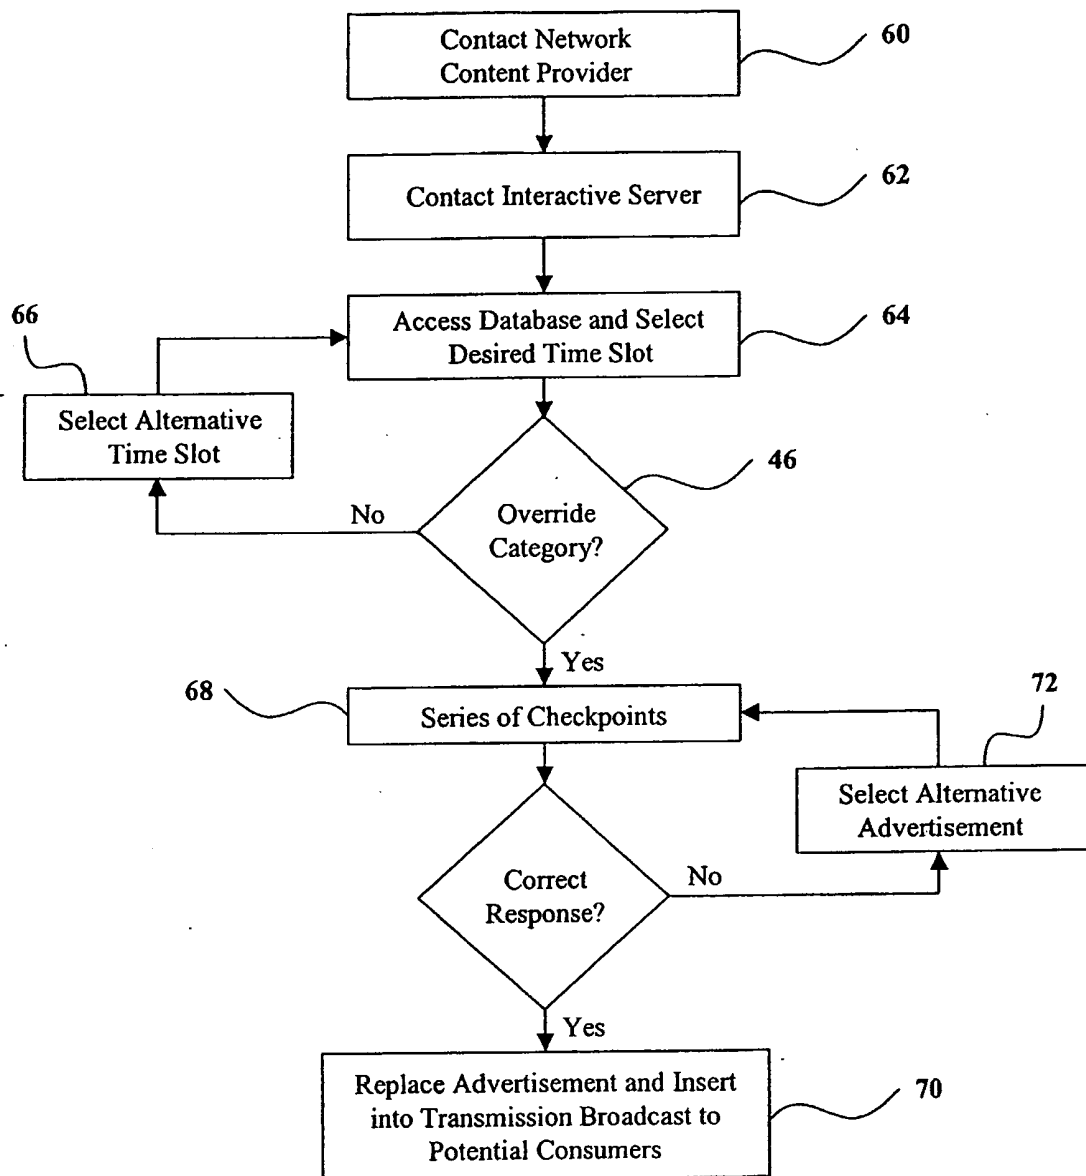 Contact Network
Content Provider
60
Contact Interactive Server
62
Access Database and Select
Desired Time Slot
64
66
Select Alternative
Time Slot
No
Override
Category?
46
Yes
68
Series of Checkpoints
72
Select Alternative
Advertisement
Correct
Response?
No
Yes
Replace Advertisement and Insert
into Transmission Broadcast to
Potential Consumers
70